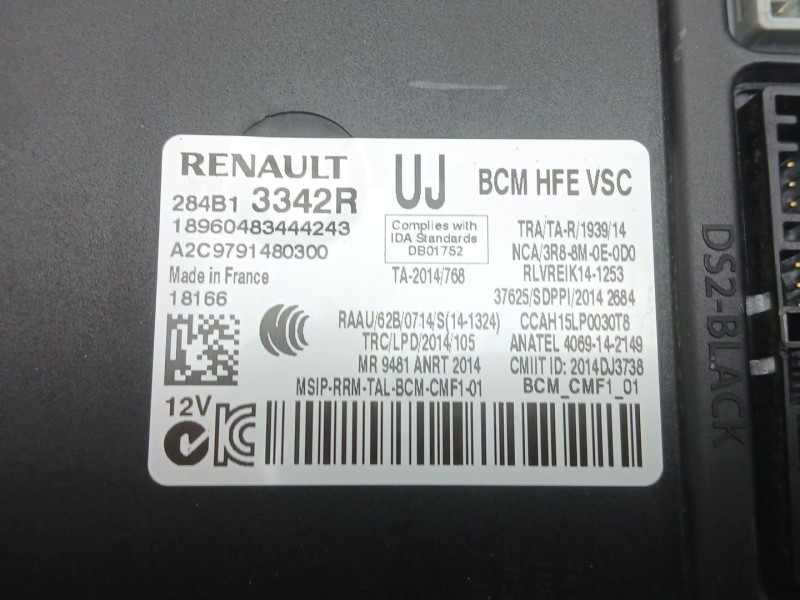 RENAULT UJ BCM HFE VSC
284B1 3342R
18960483444243
A2C9791480300
Made in France
18166
Complies with
IDA Standards
DB01752
TA-2014/768
TRA/TA-R/1939/14
NCA/3R8-8M-0E-0D0
RLVREIK14-1253
37625/SDPPI/2014 2684
RAAU/62B/0714/S(14-1324) CCAH15LP0030T8
TRC/LPD/2014/105 ANATEL 4069-14-2149
MR 9481 ANRT 2014 CMIIT ID: 2014DJ3738
MSIP-RRM-TAL-BCM-CMF1-01 BCM_CMF1_01
12V
DS2-BLACK